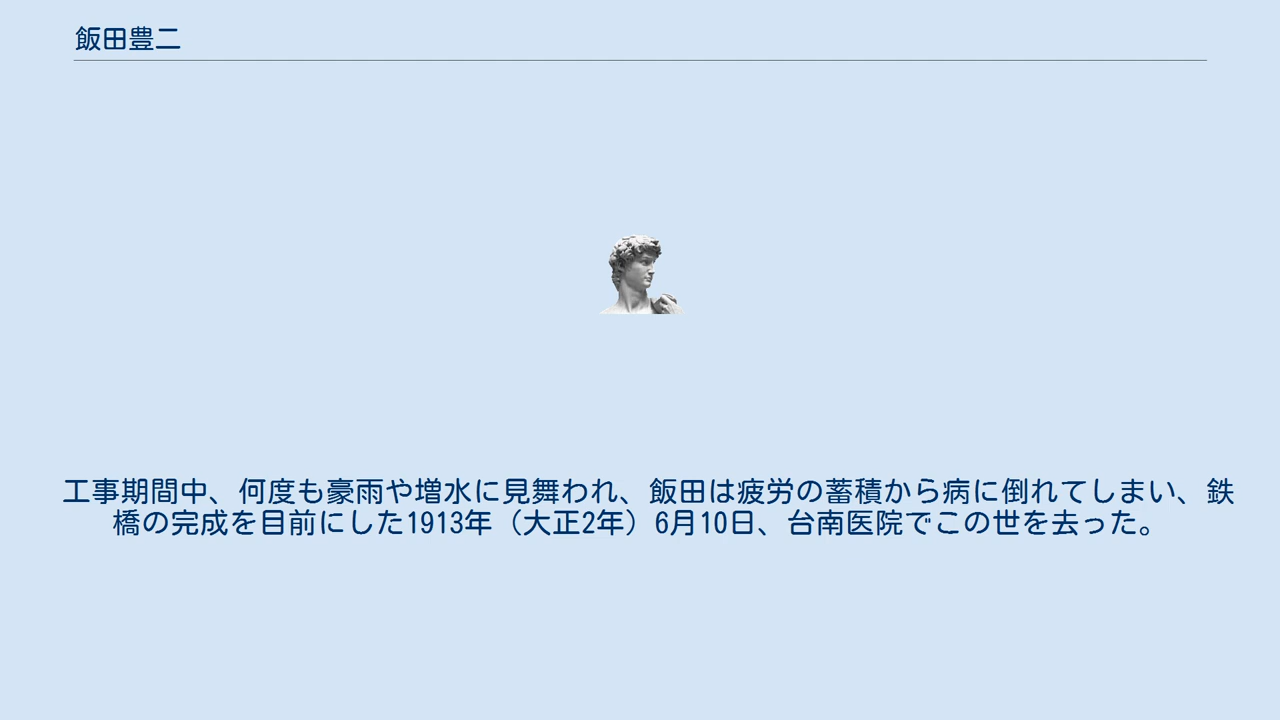 飯田豊二
工事期間中、何度も豪雨や増水に見舞われ、飯田は疲労の蓄積から病に倒れてしまい、鉄
橋の完成を目前にした1913年（大正2年）6月10日、台南医院でこの世を去った。